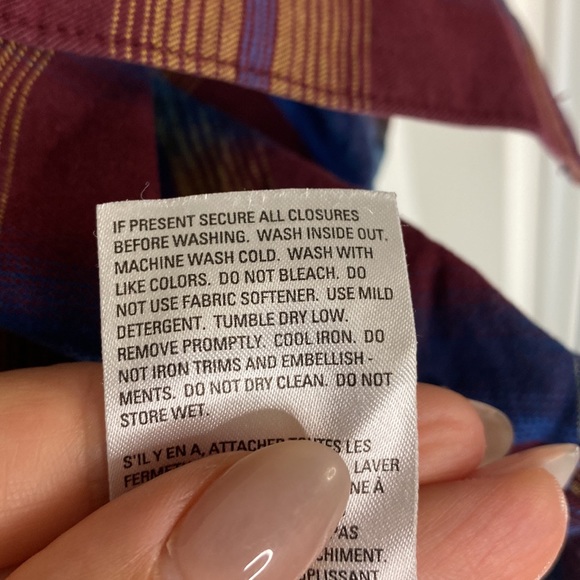 IF PRESENT SECURE ALL CLOSURES
BEFORE WASHING. WASH INSIDE OUT.
MACHINE WASH COLD. WASH WITH
LIKE COLORS. DO NOT BLEACH. DO
NOT USE FABRIC SOFTENER. USE MILD
DETERGENT. TUMBLE DRY LOW.
REMOVE PROMPTLY. COOL IRON. DO
NOT IRON TRIMS AND EMBELLISH -
MENTS. DO NOT DRY CLEAN. DO NOT
STORE WET.
S'IL Y EN A, ATTACHER TOUTES LES
LAVER
À
PAS